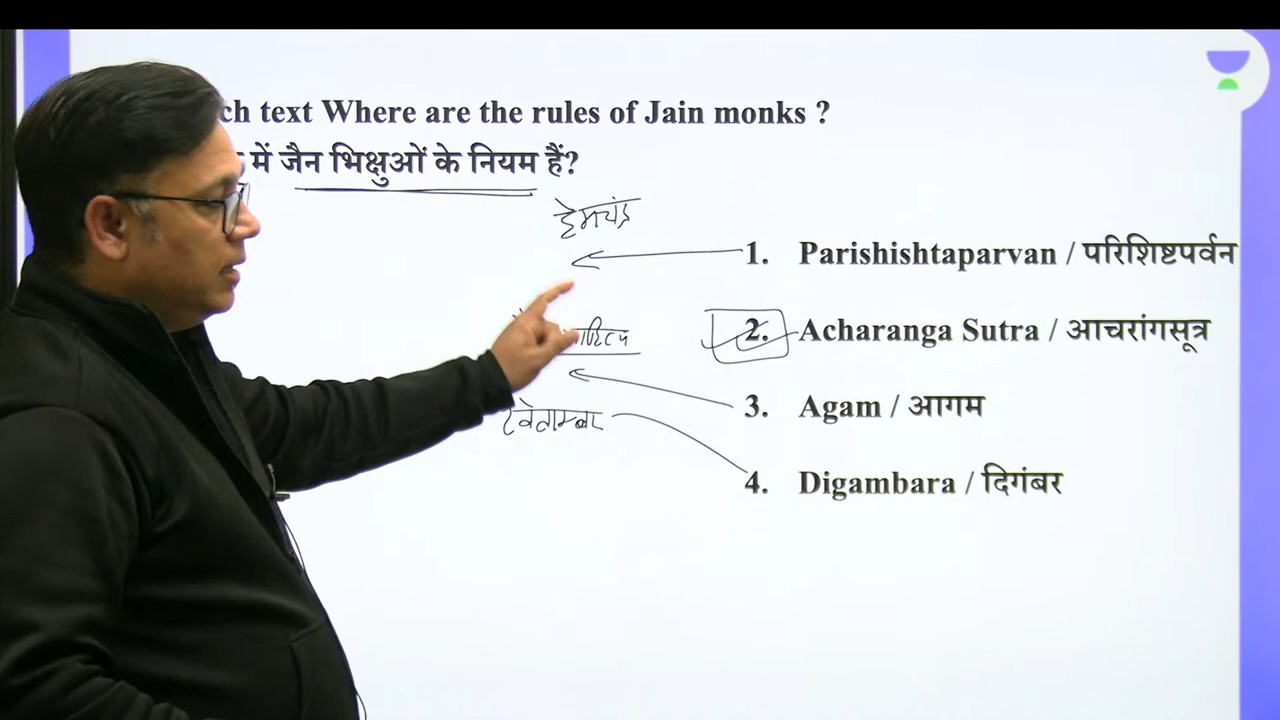 ch text Where are the rules of Jain monks ?
में जैन भिक्षुओं के नियम हैं?
हेमचंद्र
1. Parishishtaparvan / परिशिष्टपर्वन
2. Acharanga Sutra / आचरांगसूत्र
3. Agam / आगम
श्वेताम्बर
4. Digambara / दिगंबर